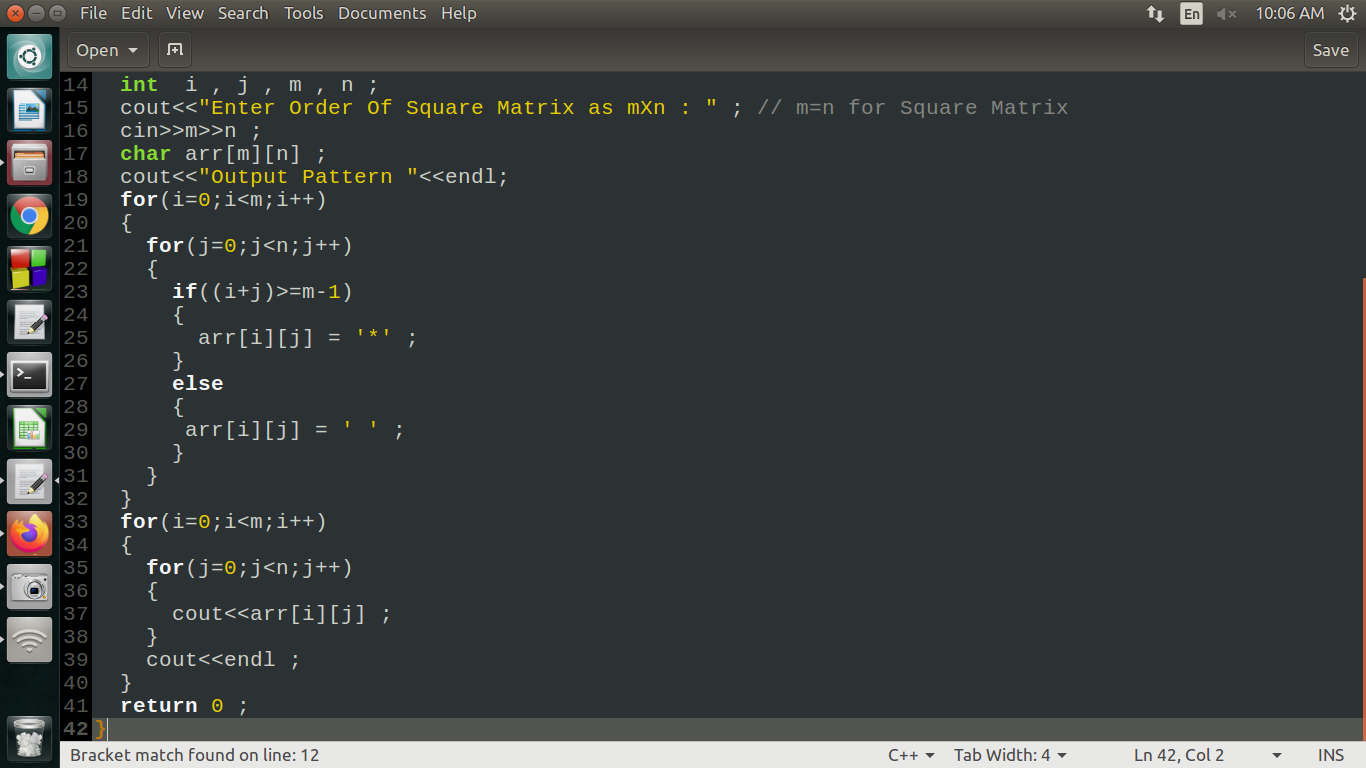 File Edit View Search Tools Documents Help En 10:06 AM
Open Save
14 int  i , j , m , n ;
15 cout<<"Enter Order Of Square Matrix as mXn : " ; // m=n for Square Matrix
16 cin>>m>>n ;
17 char arr[m][n] ;
18 cout<<"Output Pattern "<<endl;
19 for(i=0;i<m;i++)
20 {
21 for(j=0;j<n;j++)
22 {
23 if((i+j)>=m-1)
24 {
25 arr[i][j] = '*' ;
26 }
27 else
28 {
29 arr[i][j] = ' ' ;
30 }
31 }
32 }
33 for(i=0;i<m;i++)
34 {
35 for(j=0;j<n;j++)
36 {
37 cout<<arr[i][j] ;
38 }
39 cout<<endl ;
40 }
41 return 0 ;
42 }
Bracket match found on line: 12 C++ Tab Width: 4 Ln 42, Col 2 INS